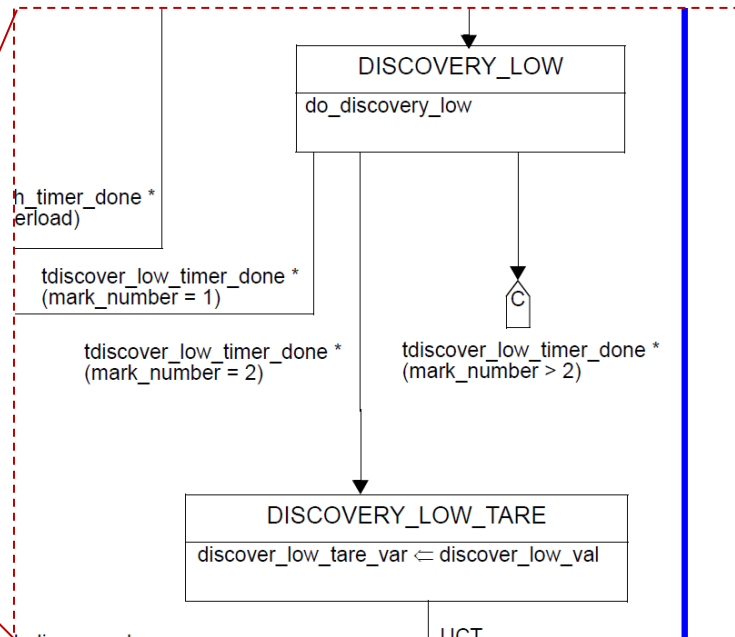 DISCOVERY_LOW
do_discovery_low
h_timer_done *
erload)
tdiscover_low_timer_done *
(mark_number = 1)
C
tdiscover_low_timer_done *
(mark_number = 2)
tdiscover_low_timer_done *
(mark_number > 2)
DISCOVERY_LOW_TARE
discover_low_tare_var ⇐ discover_low_val
UCT